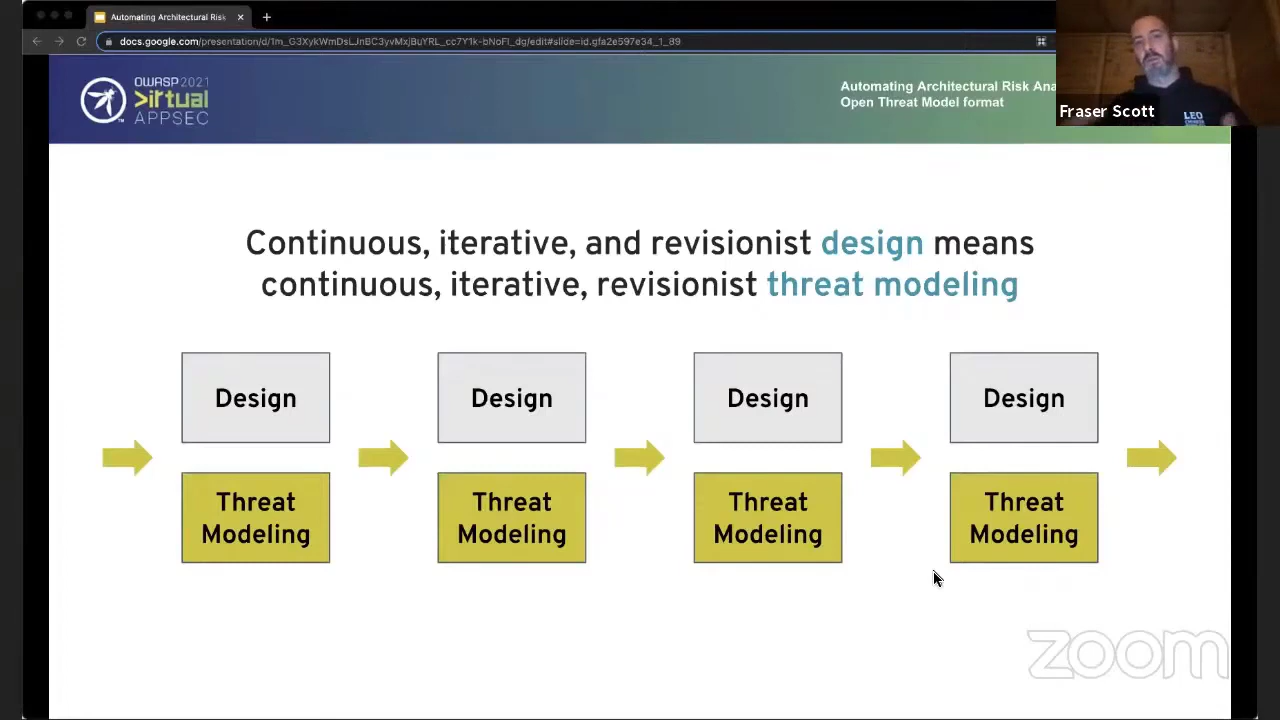 Automating Architectural Risk
docs.google.com/presentation/d/1m_G3XykWmDsLJnBC3yvMxjBuYRL_cc7Y1k-bNoFI_dg/edit#slide=id.gfa2e597e34_1_89
OWASP 2021
>irtual
APPSEC
Automating Architectural Risk Ana
Open Threat Model format
LEO
Fraser Scott
Continuous, iterative, and revisionist design means
continuous, iterative, revisionist threat modeling
Design
Design
Design
Design
Threat
Modeling
Threat
Modeling
Threat
Modeling
Threat
Modeling
zoom